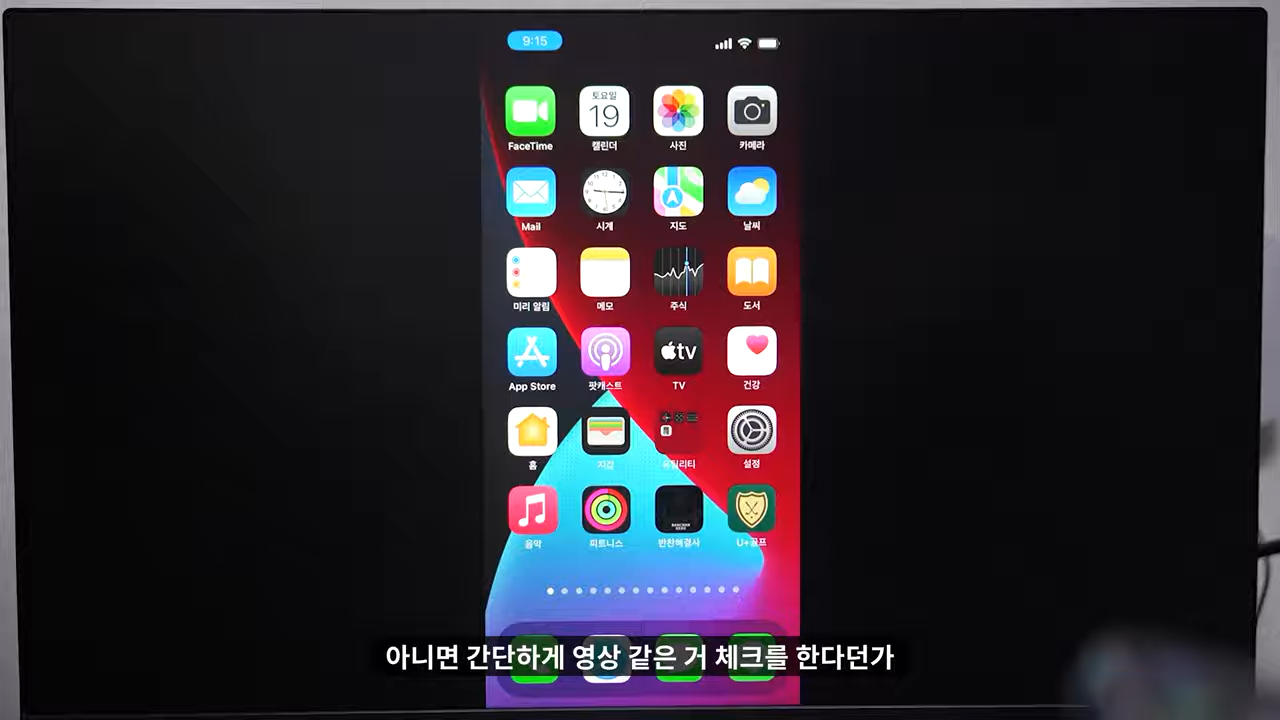 9:15
토요일
19
FaceTime 캘린더 사진 카메라
Mail 시계 지도 날씨
미리 알림 메모 주식 도서
tv
App Store 팟캐스트 TV 건강
홈 지갑 유틸리티 설정
음악 피트니스 반찬해결사 U+골프
아니면 간단하게 영상 같은 거 체크를 한다던가